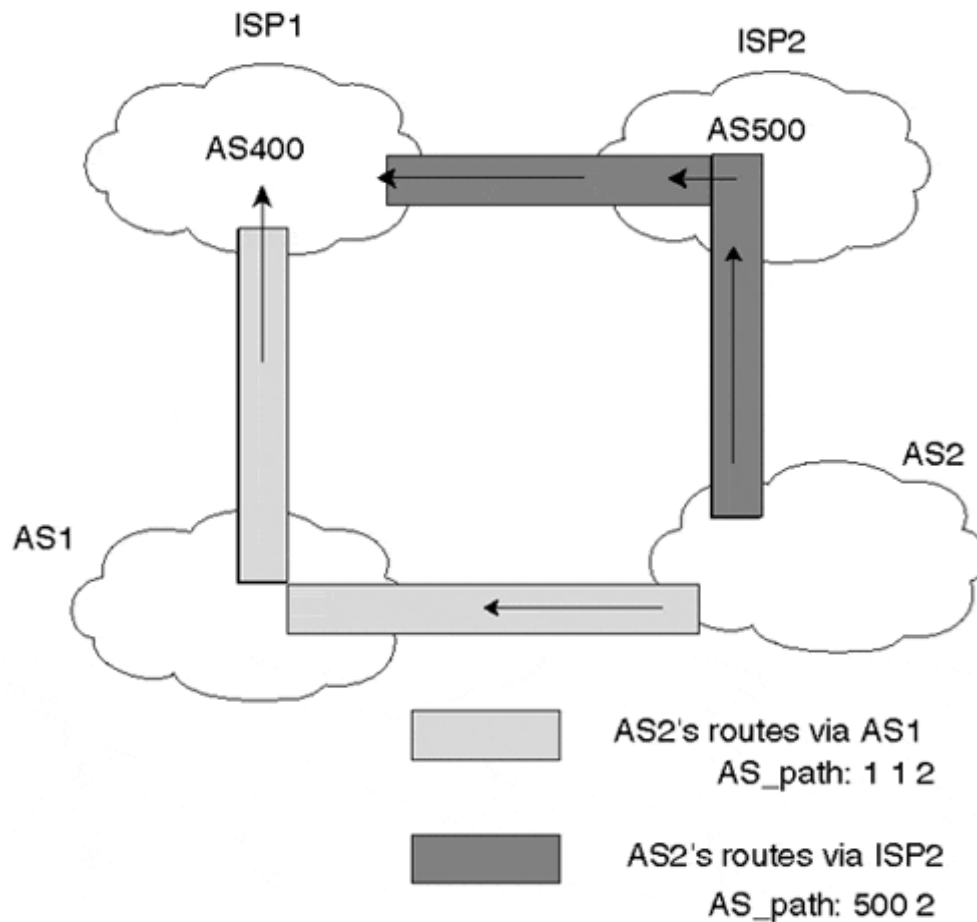 ISP1
ISP2
AS400
AS500
AS2
AS1
AS2's routes via AS1
AS_path: 1 1 2
AS2's routes via ISP2
AS_path: 500 2